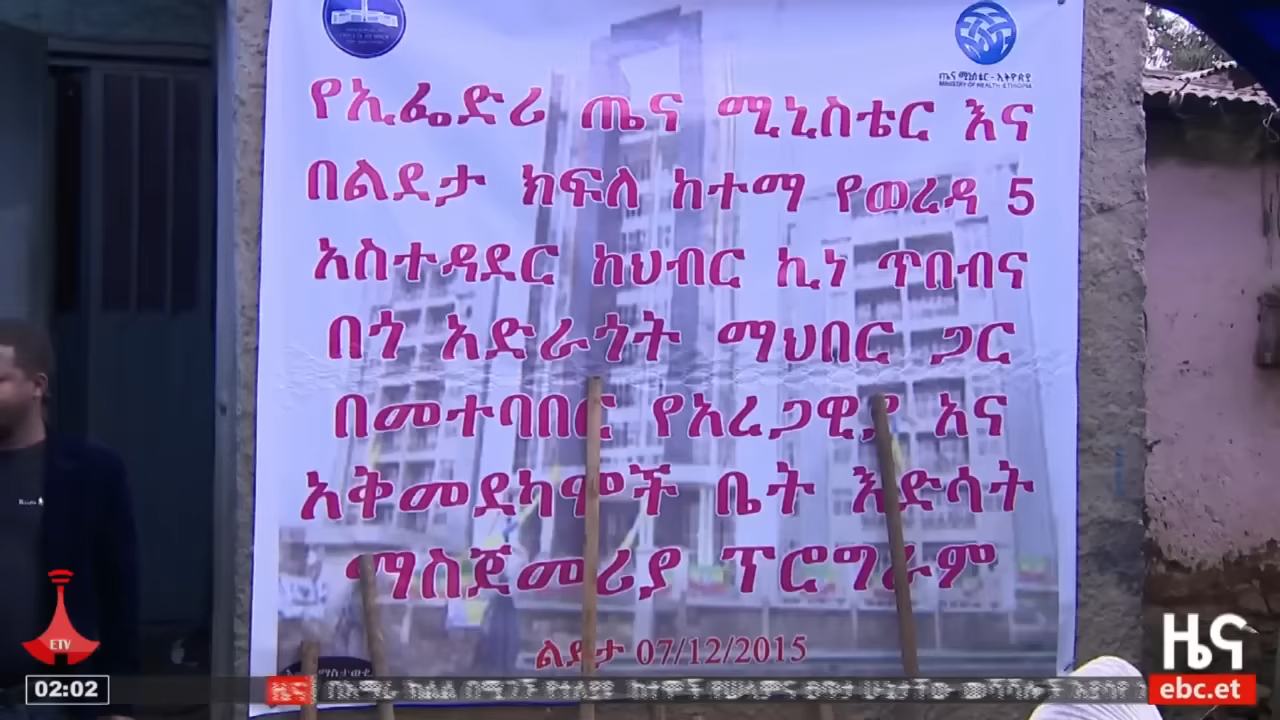 ጤና ሚኒስቴር - ኢትዮጵያ
MINISTRY OF HEALTH - ETHIOPIA
የኢፌድሪ ጤና ሚኒስቴር እና
በልደታ ክፍለ ከተማ የወረዳ 5
አስተዳደር ከህብር ኪነ ጥበብና
በጎ አድራጎት ማህበር ጋር
በመተባበር የአረጋዊያ እና
አቅመደካሞች ቤት እድሳት
ማስጀመሪያ ፕሮግራም
ልደታ 07/12/2015
ETV
02:02
ዜና
ዜና
ebc.et